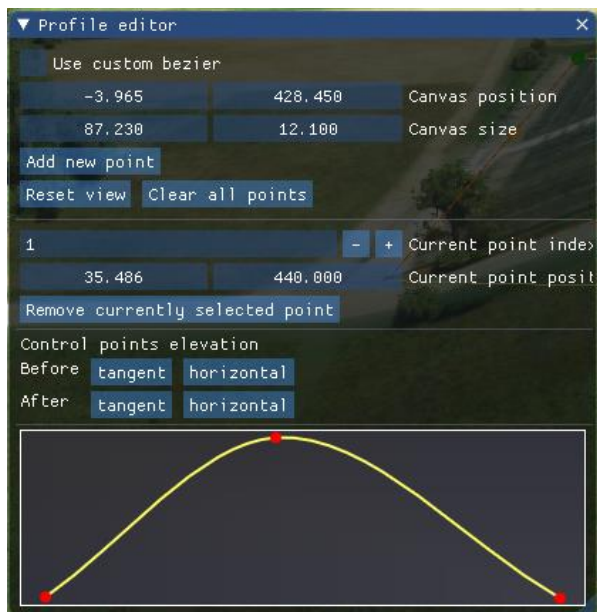 Profile editor
Use custom bezier
-3.965 428.450 Canvas position
87.230 12.100 Canvas size
Add new point
Reset view Clear all points
1 - + Current point index
35.486 440.000 Current point posit
Remove currently selected point
Control points elevation
Before tangent horizontal
After tangent horizontal